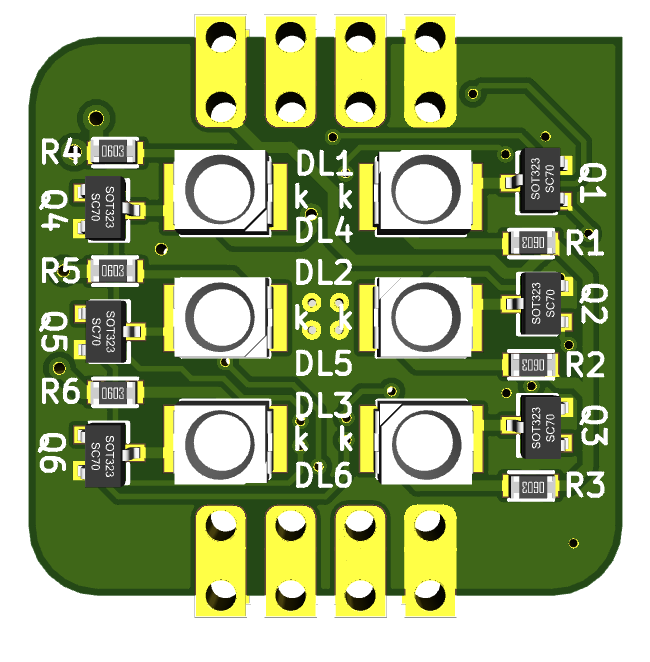 R4
0603
DL1
k k
DL4
SOT323
SC70
Q1
Q4
SOT323
SC70
0603
R1
R5
0603
DL2
k k
DL5
SOT323
SC70
Q2
Q5
SOT323
SC70
0603
R2
R6
0603
DL3
k k
DL6
SOT323
SC70
Q3
Q6
SOT323
SC70
0603
R3